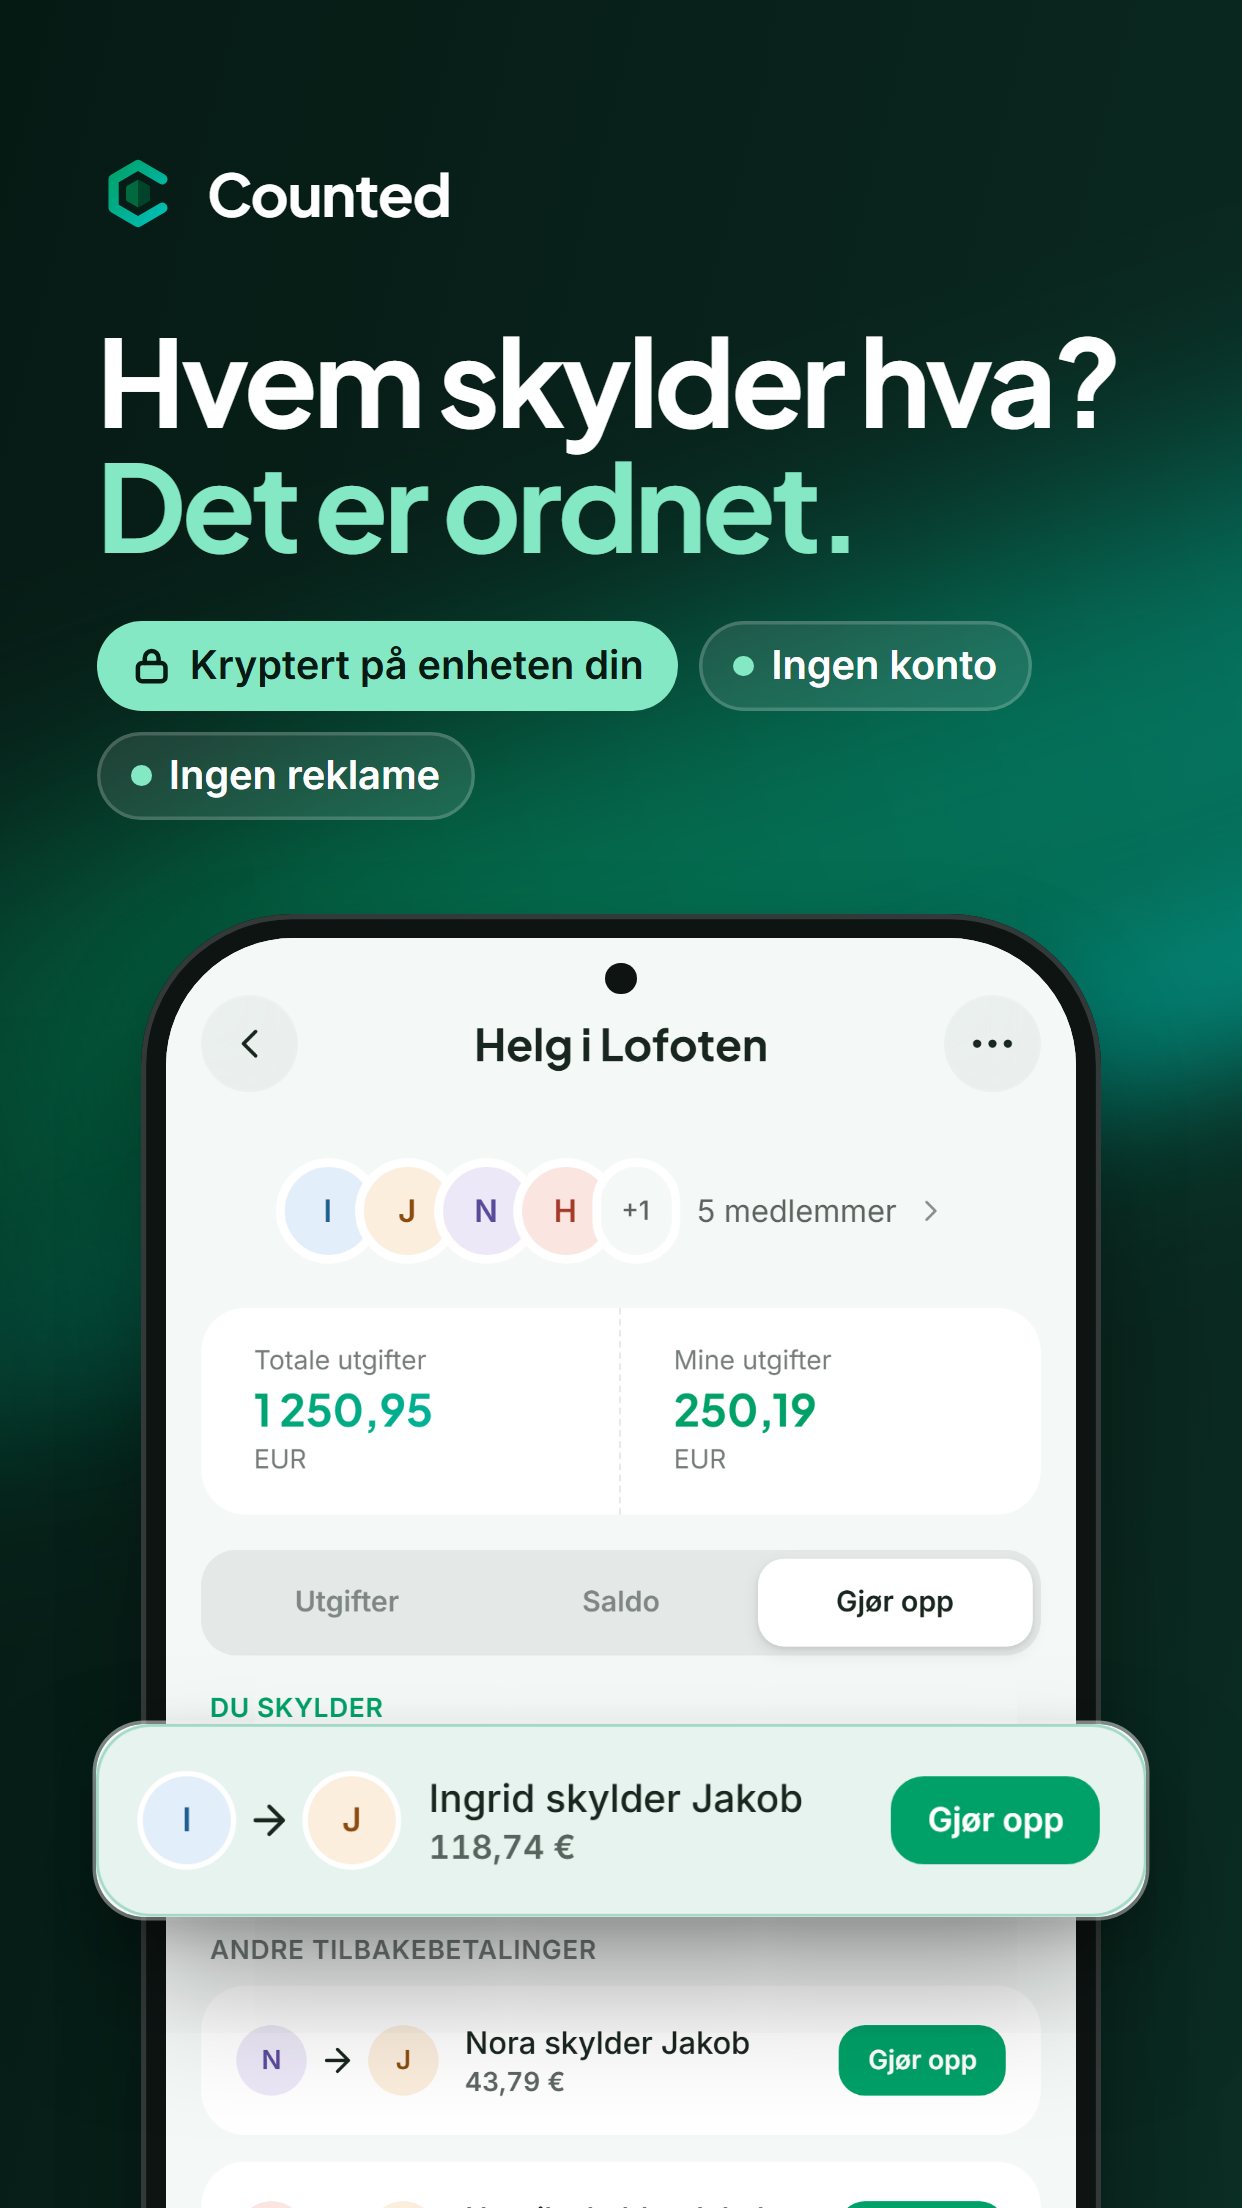 Counted
Hvem skylder hva?
Det er ordnet.
Kryptert på enheten din
Ingen konto
Ingen reklame
Helg i Lofoten
I J N H +1 5 medlemmer
Totale utgifter
1 250,95
EUR
Mine utgifter
250,19
EUR
Utgifter Saldo Gjør opp
DU SKYLDER
I → J
Ingrid skylder Jakob
118,74 €
Gjør opp
ANDRE TILBAKEBETALINGER
N → J
Nora skylder Jakob
43,79 €
Gjør opp